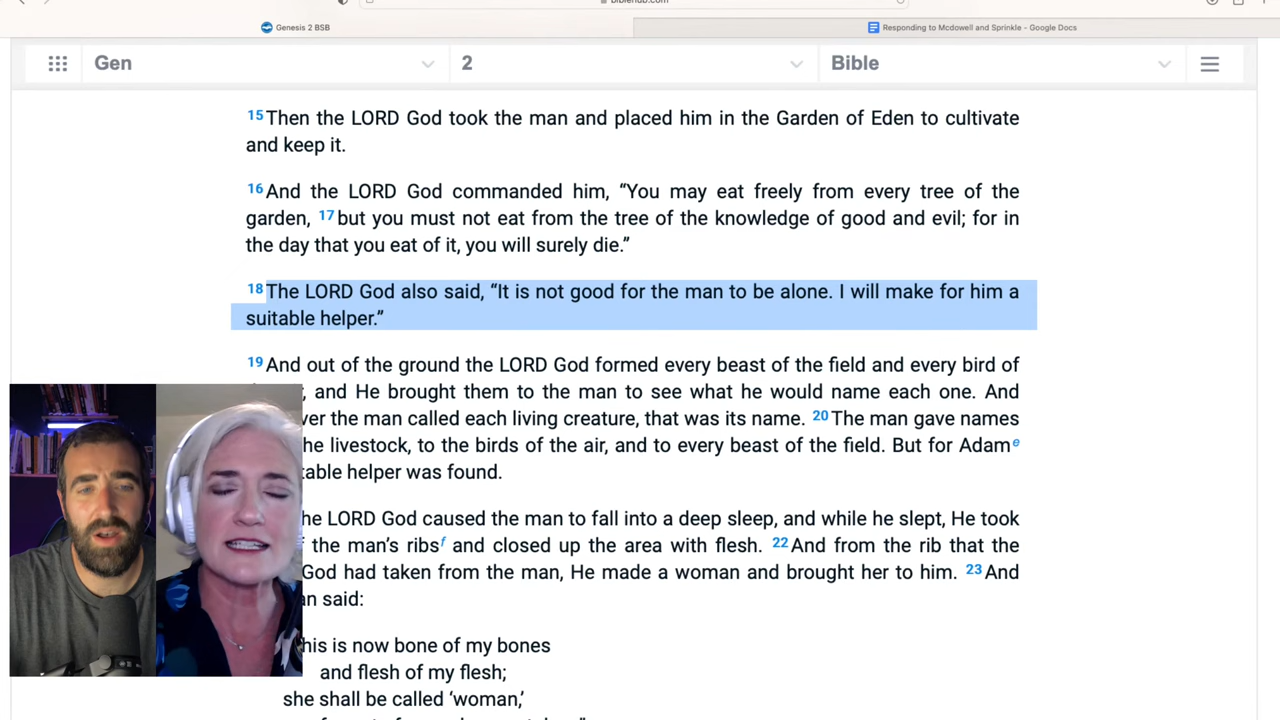 Genesis 2 BSB
Responding to Mcdowell and Sprinkle - Google Docs
Gen
2
Bible
15 Then the LORD God took the man and placed him in the Garden of Eden to cultivate
and keep it.
16 And the LORD God commanded him, “You may eat freely from every tree of the
garden, 17 but you must not eat from the tree of the knowledge of good and evil; for in
the day that you eat of it, you will surely die.”
18 The LORD God also said, “It is not good for the man to be alone. I will make for him a
suitable helper.”
19 And out of the ground the LORD God formed every beast of the field and every bird of
, and He brought them to the man to see what he would name each one. And
the man called each living creature, that was its name. 20 The man gave names
livestock, to the birds of the air, and to every beast of the field. But for Adam e
helper was found.
LORD God caused the man to fall into a deep sleep, and while he slept, He took
the man’s ribs f and closed up the area with flesh. 22 And from the rib that the
God had taken from the man, He made a woman and brought her to him. 23 And
said:
is now bone of my bones
and flesh of my flesh;
she shall be called ‘woman,’